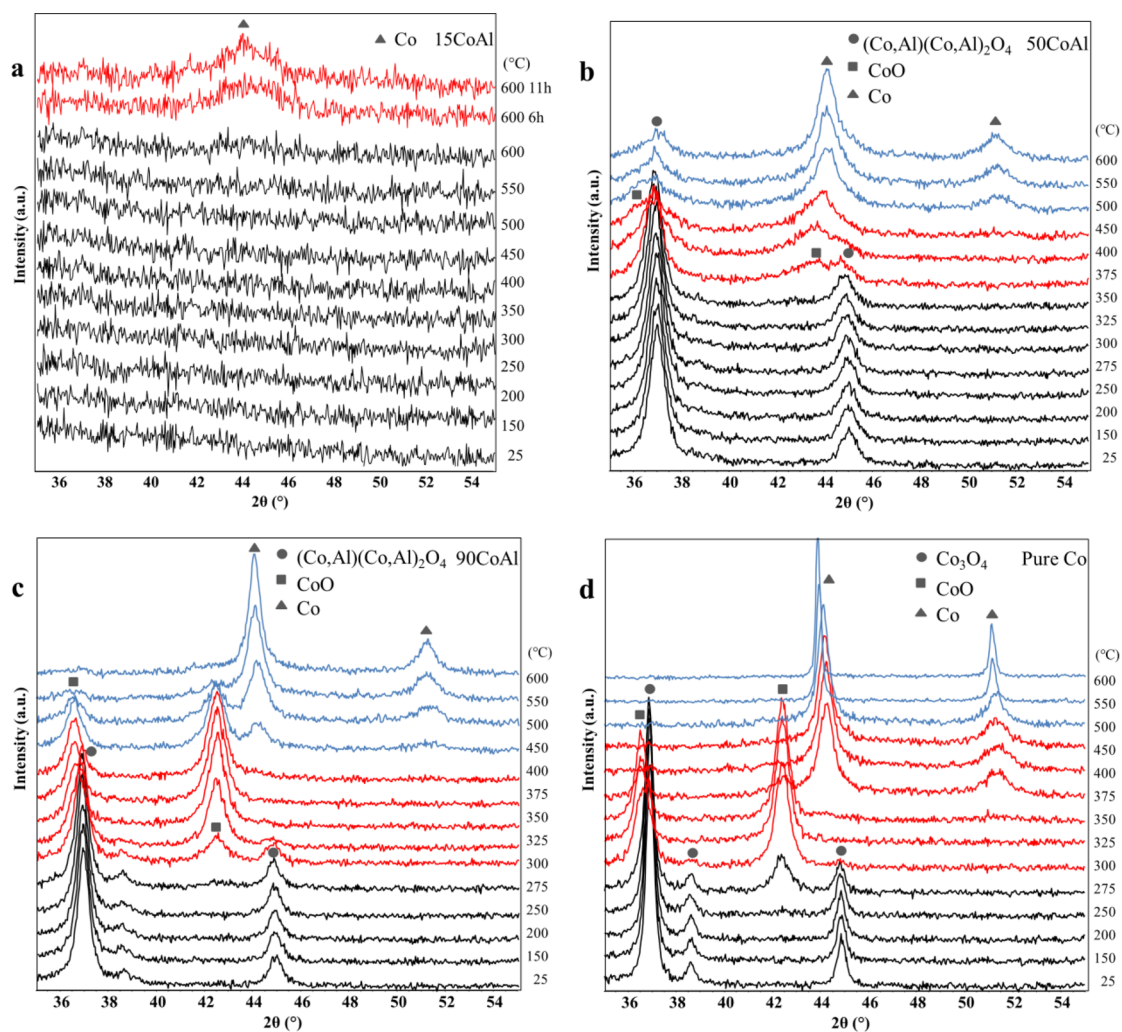 a
▲ Co 15CoAl
(°C)
600 11h
600 6h
600
550
500
450
400
350
300
250
200
150
25
Intensity (a.u.)
36 38 40 42 44 46 48 50 52 54
2θ (°)
b
● (Co,Al)(Co,Al)₂O₄ 50CoAl
■ CoO
▲ Co
(°C)
600
550
500
450
400
375
350
325
300
275
250
200
150
25
Intensity (a.u.)
36 38 40 42 44 46 48 50 52 54
2θ (°)
c
● (Co,Al)(Co,Al)₂O₄ 90CoAl
■ CoO
▲ Co
(°C)
600
550
500
450
400
375
350
325
300
275
250
200
150
25
Intensity (a.u.)
36 38 40 42 44 46 48 50 52 54
2θ (°)
d
● Co₃O₄ Pure Co
■ CoO
▲ Co
(°C)
600
550
500
450
400
375
350
325
300
275
250
200
150
25
Intensity (a.u.)
36 38 40 42 44 46 48 50 52 54
2θ (°)